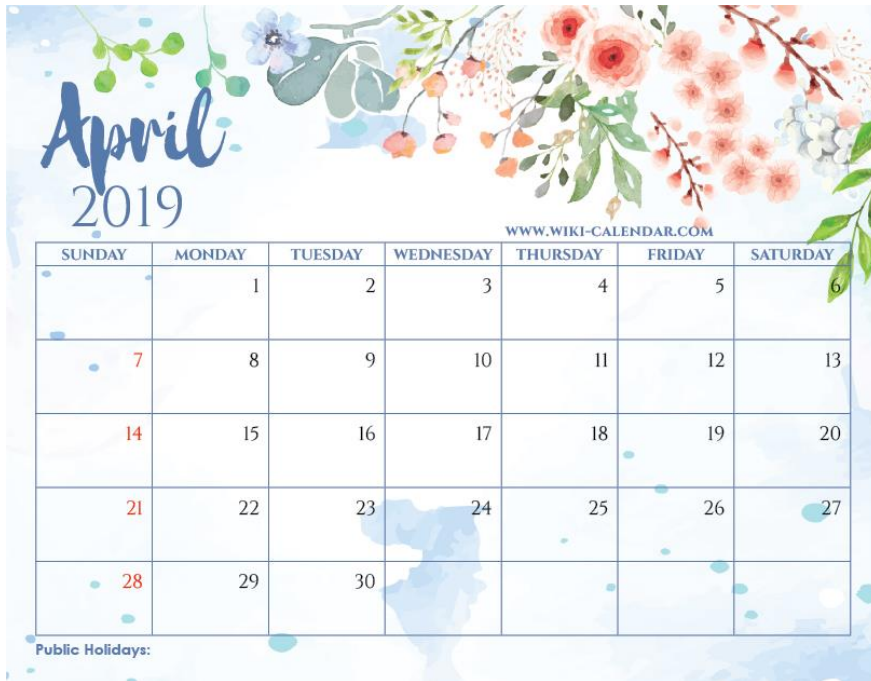 April
2019
WWW.WIKI-CALENDAR.COM
SUNDAY MONDAY TUESDAY WEDNESDAY THURSDAY FRIDAY SATURDAY
1 2 3 4 5 6
7 8 9 10 11 12 13
14 15 16 17 18 19 20
21 22 23 24 25 26 27
28 29 30
Public Holidays: